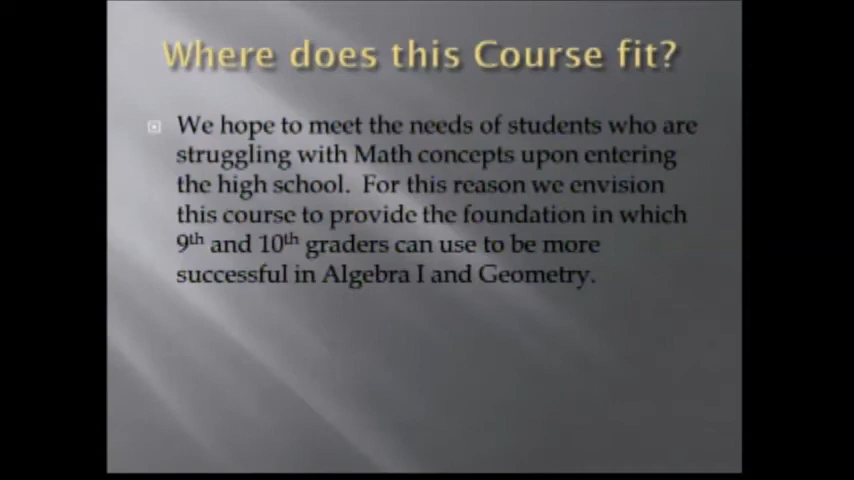 Where does this Course fit?
We hope to meet the needs of students who are
struggling with Math concepts upon entering
the high school.  For this reason we envision
this course to provide the foundation in which
9th and 10th graders can use to be more
successful in Algebra I and Geometry.